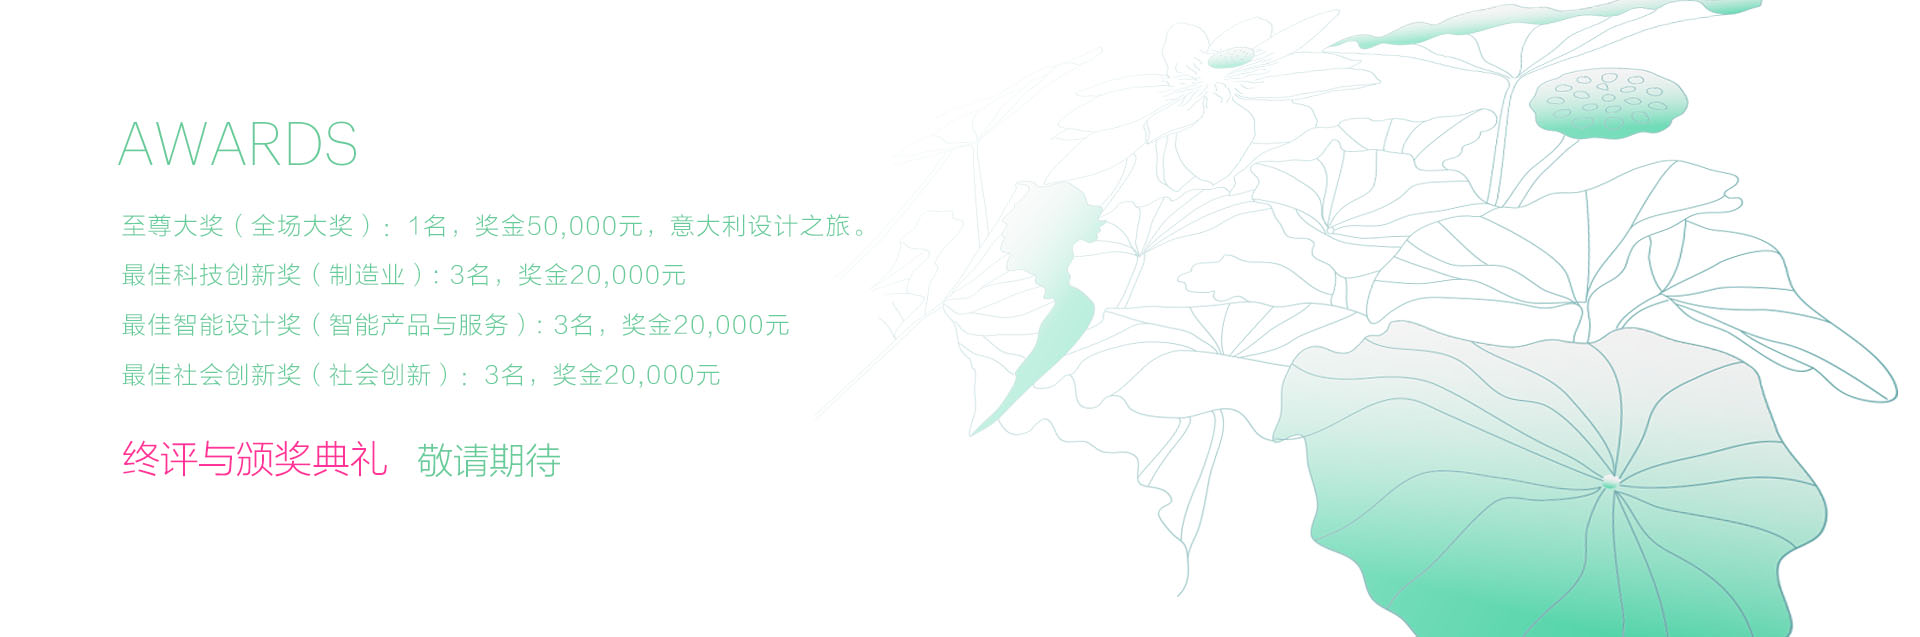 AWARDS
至尊大奖（全场大奖）：1名，奖金50,000元，意大利设计之旅。
最佳科技创新奖（制造业）：3名，奖金20,000元
最佳智能设计奖（智能产品与服务）：3名，奖金20,000元
最佳社会创新奖（社会创新）：3名，奖金20,000元
终评与颁奖典礼 敬请期待